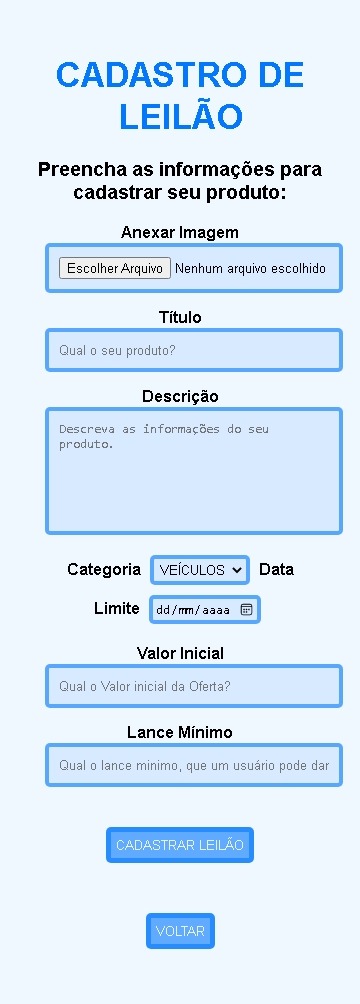 CADASTRO DE
LEILÃO
Preencha as informações para
cadastrar seu produto:
Anexar Imagem
Escolher Arquivo Nenhum arquivo escolhido
Título
Qual o seu produto?
Descrição
Descreva as informações do seu
produto.
Categoria VEÍCULOS Data
Limite dd/mm/aaaa
Valor Inicial
Qual o Valor inicial da Oferta?
Lance Mínimo
Qual o lance minimo, que um usuário pode dar
CADASTRAR LEILÃO
VOLTAR